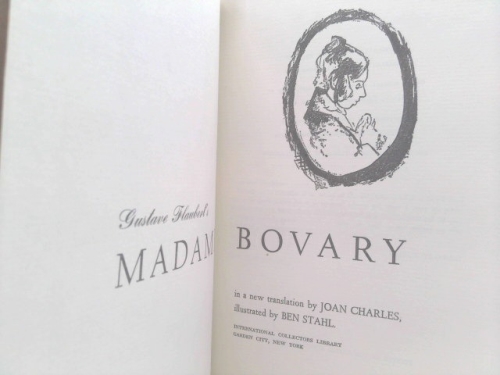 Gustave Flaubert's
MADAM BOVARY
in a new translation by JOAN CHARLES,
illustrated by BEN STAHL.
INTERNATIONAL COLLECTORS LIBRARY
GARDEN CITY, NEW YORK